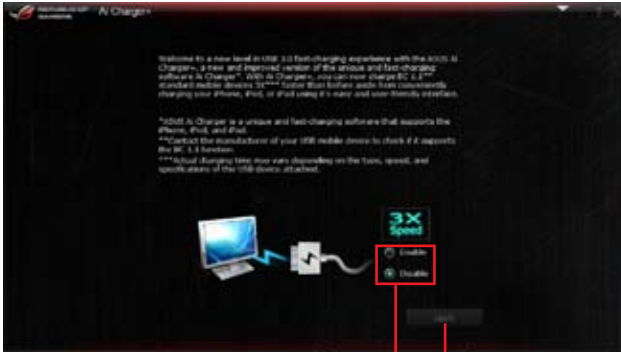 Ai Charger+
Welcome to a new level in USB 3.0 fast-charging experience with the ASUS Ai
Charger+, a new and improved version of the unique and fast-charging
software Ai Charger*. With Ai Charger+, you can now charge BC 1.1**
standard mobile devices 3X*** faster than before aside from conveniently
charging your iPhone, iPod, or iPad using it's ease and user-friendly interface.
*ASUS Ai Charger is a unique and fast-charging software that supports the
iPhone, iPod, and iPad.
**Contact the manufacturer of your USB mobile device to check if it supports
the BC 1.1 function.
***Actual charging time may vary depending on the type, speed, and
specifications of the USB device attached.
3X
Speed
Enable
Disable